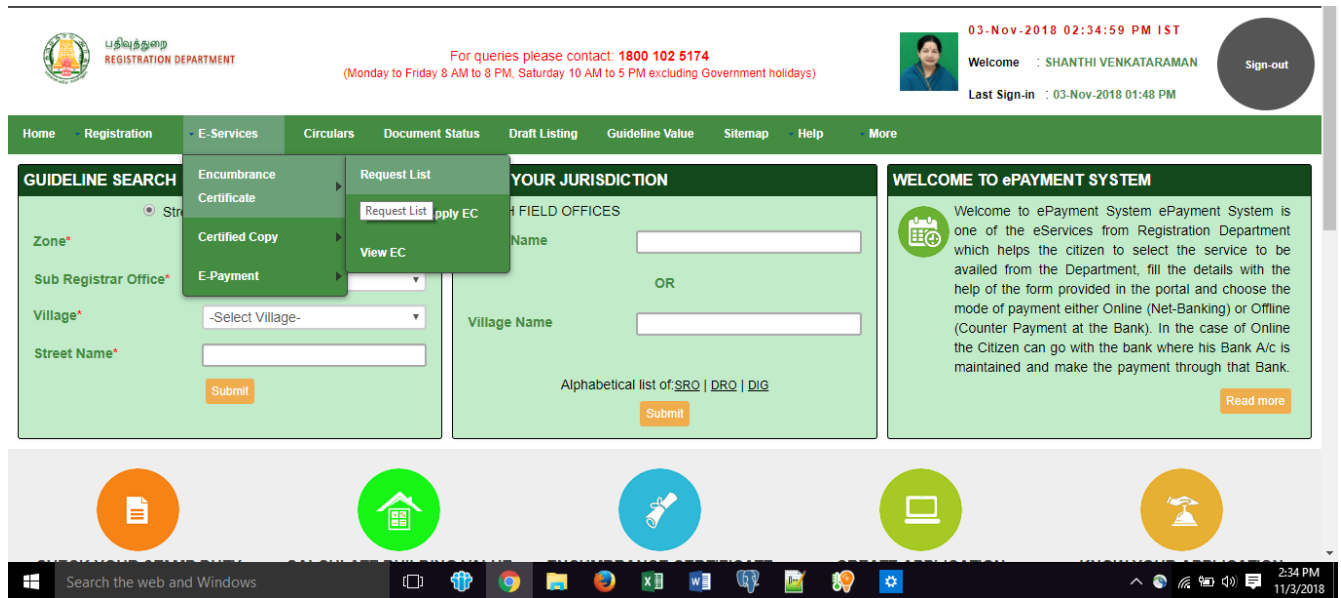 பதிவுத்துறை
REGISTRATION DEPARTMENT
For queries please contact: 1800 102 5174
(Monday to Friday 8 AM to 8 PM, Saturday 10 AM to 5 PM excluding Government holidays)
03-Nov-2018 02:34:59 PM IST
Welcome : SHANTHI VENKATARAMAN
Last Sign-in : 03-Nov-2018 01:48 PM
Sign-out
Home Registration E-Services Circulars Document Status Draft Listing Guideline Value Sitemap Help More
Encumbrance
Certificate
Certified Copy
E-Payment
Request List
Request List
pply EC
View EC
GUIDELINE SEARCH
Zone*
Sub Registrar Office*
Village*
-Select Village-
Street Name*
Submit
YOUR JURISDICTION
FIELD OFFICES
Name
OR
Village Name
Alphabetical list of:SRO | DRO | DIG
Submit
WELCOME TO ePAYMENT SYSTEM
Welcome to ePayment System ePayment System is
one of the eServices from Registration Department
which helps the citizen to select the service to be
availed from the Department, fill the details with the
help of the form provided in the portal and choose the
mode of payment either Online (Net-Banking) or Offline
(Counter Payment at the Bank). In the case of Online
the Citizen can go with the bank where his Bank A/c is
maintained and make the payment through that Bank.
Read more
Search the web and Windows
2:34 PM
11/3/2018